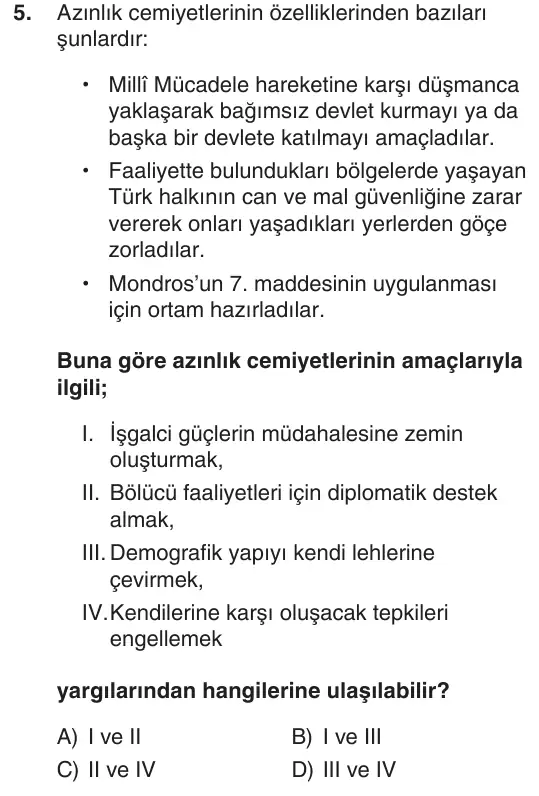 5. Azınlık cemiyetlerinin özelliklerinden bazıları
şunlardır:
• Millî Mücadele hareketine karşı düşmanca
yaklaşarak bağımsız devlet kurmayı ya da
başka bir devlete katılmayı amaçladılar.
• Faaliyette bulundukları bölgelerde yaşayan
Türk halkının can ve mal güvenliğine zarar
vererek onları yaşadıkları yerlerden göçe
zorladılar.
• Mondros’un 7. maddesinin uygulanması
için ortam hazırladılar.
Buna göre azınlık cemiyetlerinin amaçlarıyla
ilgili;
I. İşgalci güçlerin müdahalesine zemin
oluşturmak,
II. Bölücü faaliyetleri için diplomatik destek
almak,
III. Demografik yapıyı kendi lehlerine
çevirmek,
IV.Kendilerine karşı oluşacak tepkileri
engellemek
yargılarından hangilerine ulaşılabilir?
A) I ve II B) I ve III
C) II ve IV D) III ve IV